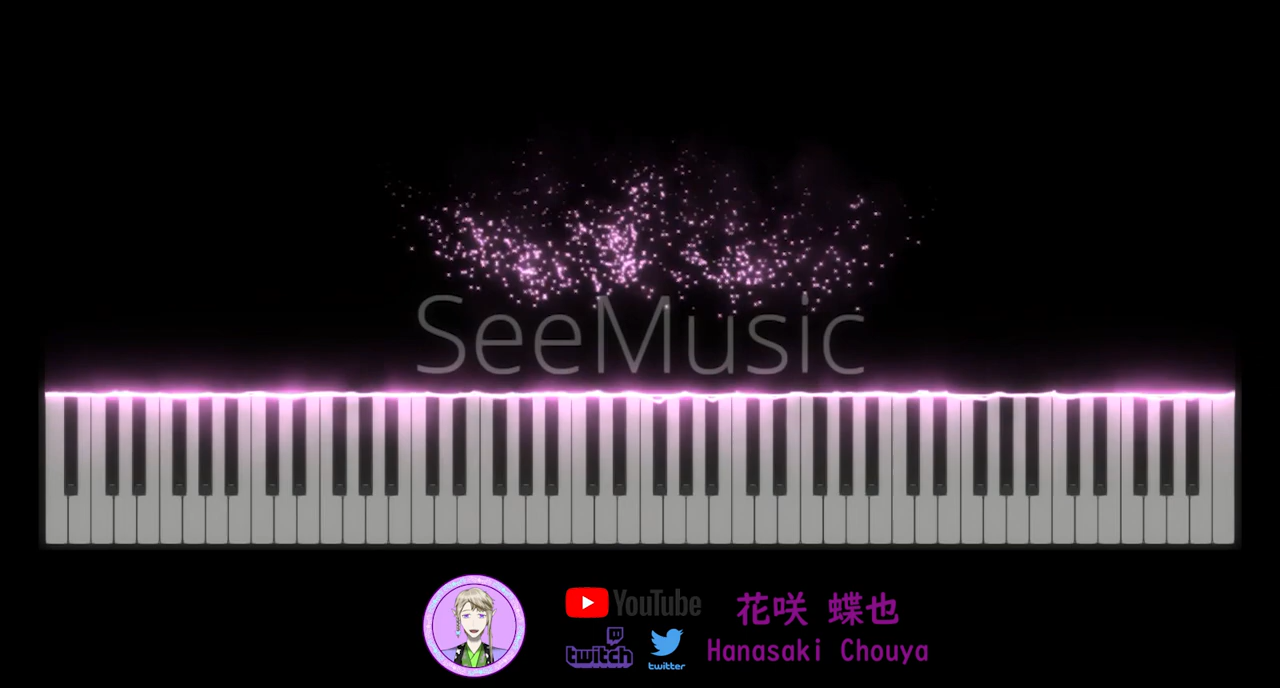 SeeMusic
YouTube
花咲 蝶也
twitch
twitter
Hanasaki Chouya